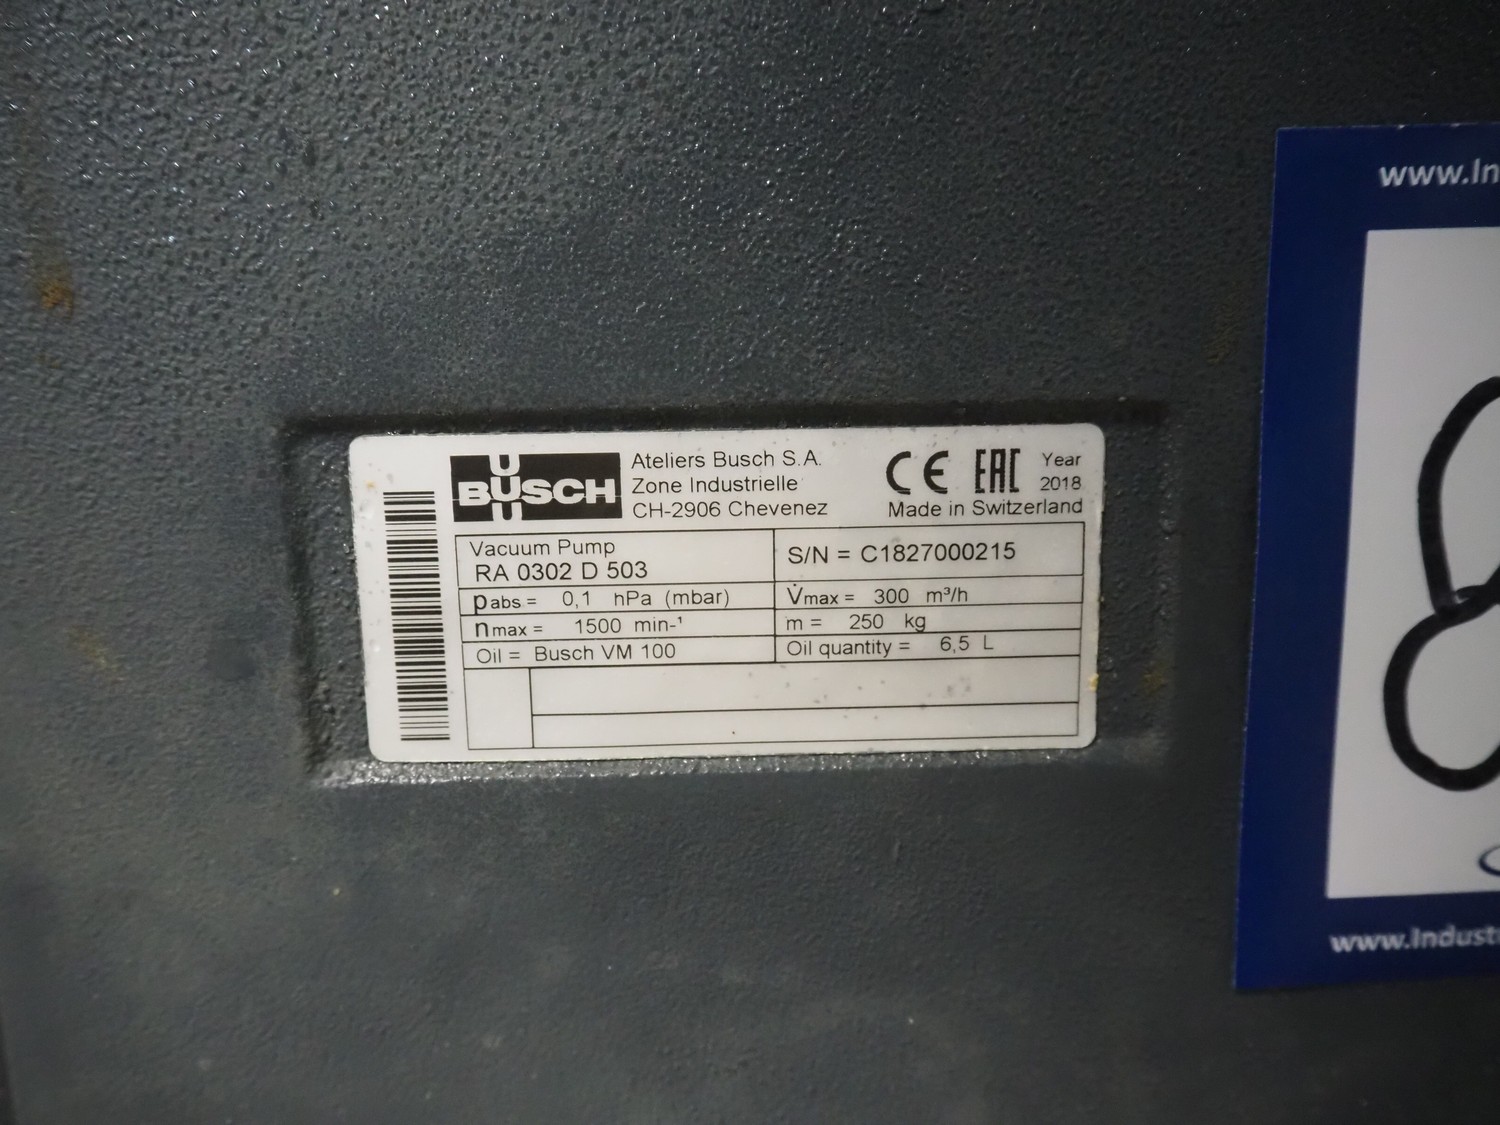 BUSCH
Ateliers Busch S.A.
Zone Industrielle
CH-2906 Chevenez
CE EAC
Year
2018
Made in Switzerland
Vacuum Pump
RA 0302 D 503
S/N = C1827000215
pabs = 0,1 hPa (mbar)
V̇max = 300 m³/h
nmax = 1500 min-¹
m = 250 kg
Oil = Busch VM 100
Oil quantity = 6,5 L
www.In
www.Indust